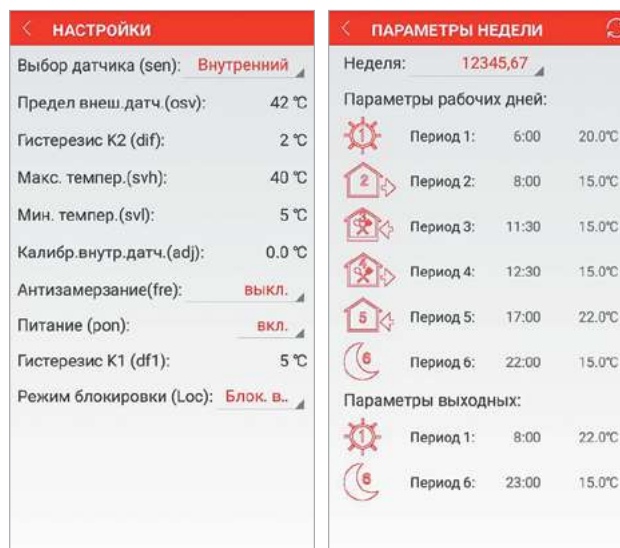 НАСТРОЙКИ
Выбор датчика (sen): Внутренний
Предел внеш.датч.(osv): 42 ℃
Гистерезис К2 (dif): 2 ℃
Макс. темпер.(svh): 40 ℃
Мин. темпер.(svl): 5 ℃
Калибр.внутр.датч.(adj): 0.0 ℃
Антизамерзание(fre): ВЫКЛ.
Питание (pon): ВКЛ.
Гистерезис К1 (df1): 5 ℃
Режим блокировки (Loc): Блок. в..
ПАРАМЕТРЫ НЕДЕЛИ
Неделя: 12345,67
Параметры рабочих дней:
1 Период 1: 6:00 20.0℃
2 Период 2: 8:00 15.0℃
Период 3: 11:30 15.0℃
Период 4: 12:30 15.0℃
5 Период 5: 17:00 22.0℃
6 Период 6: 22:00 15.0℃
Параметры выходных:
1 Период 1: 8:00 22.0℃
6 Период 6: 23:00 15.0℃